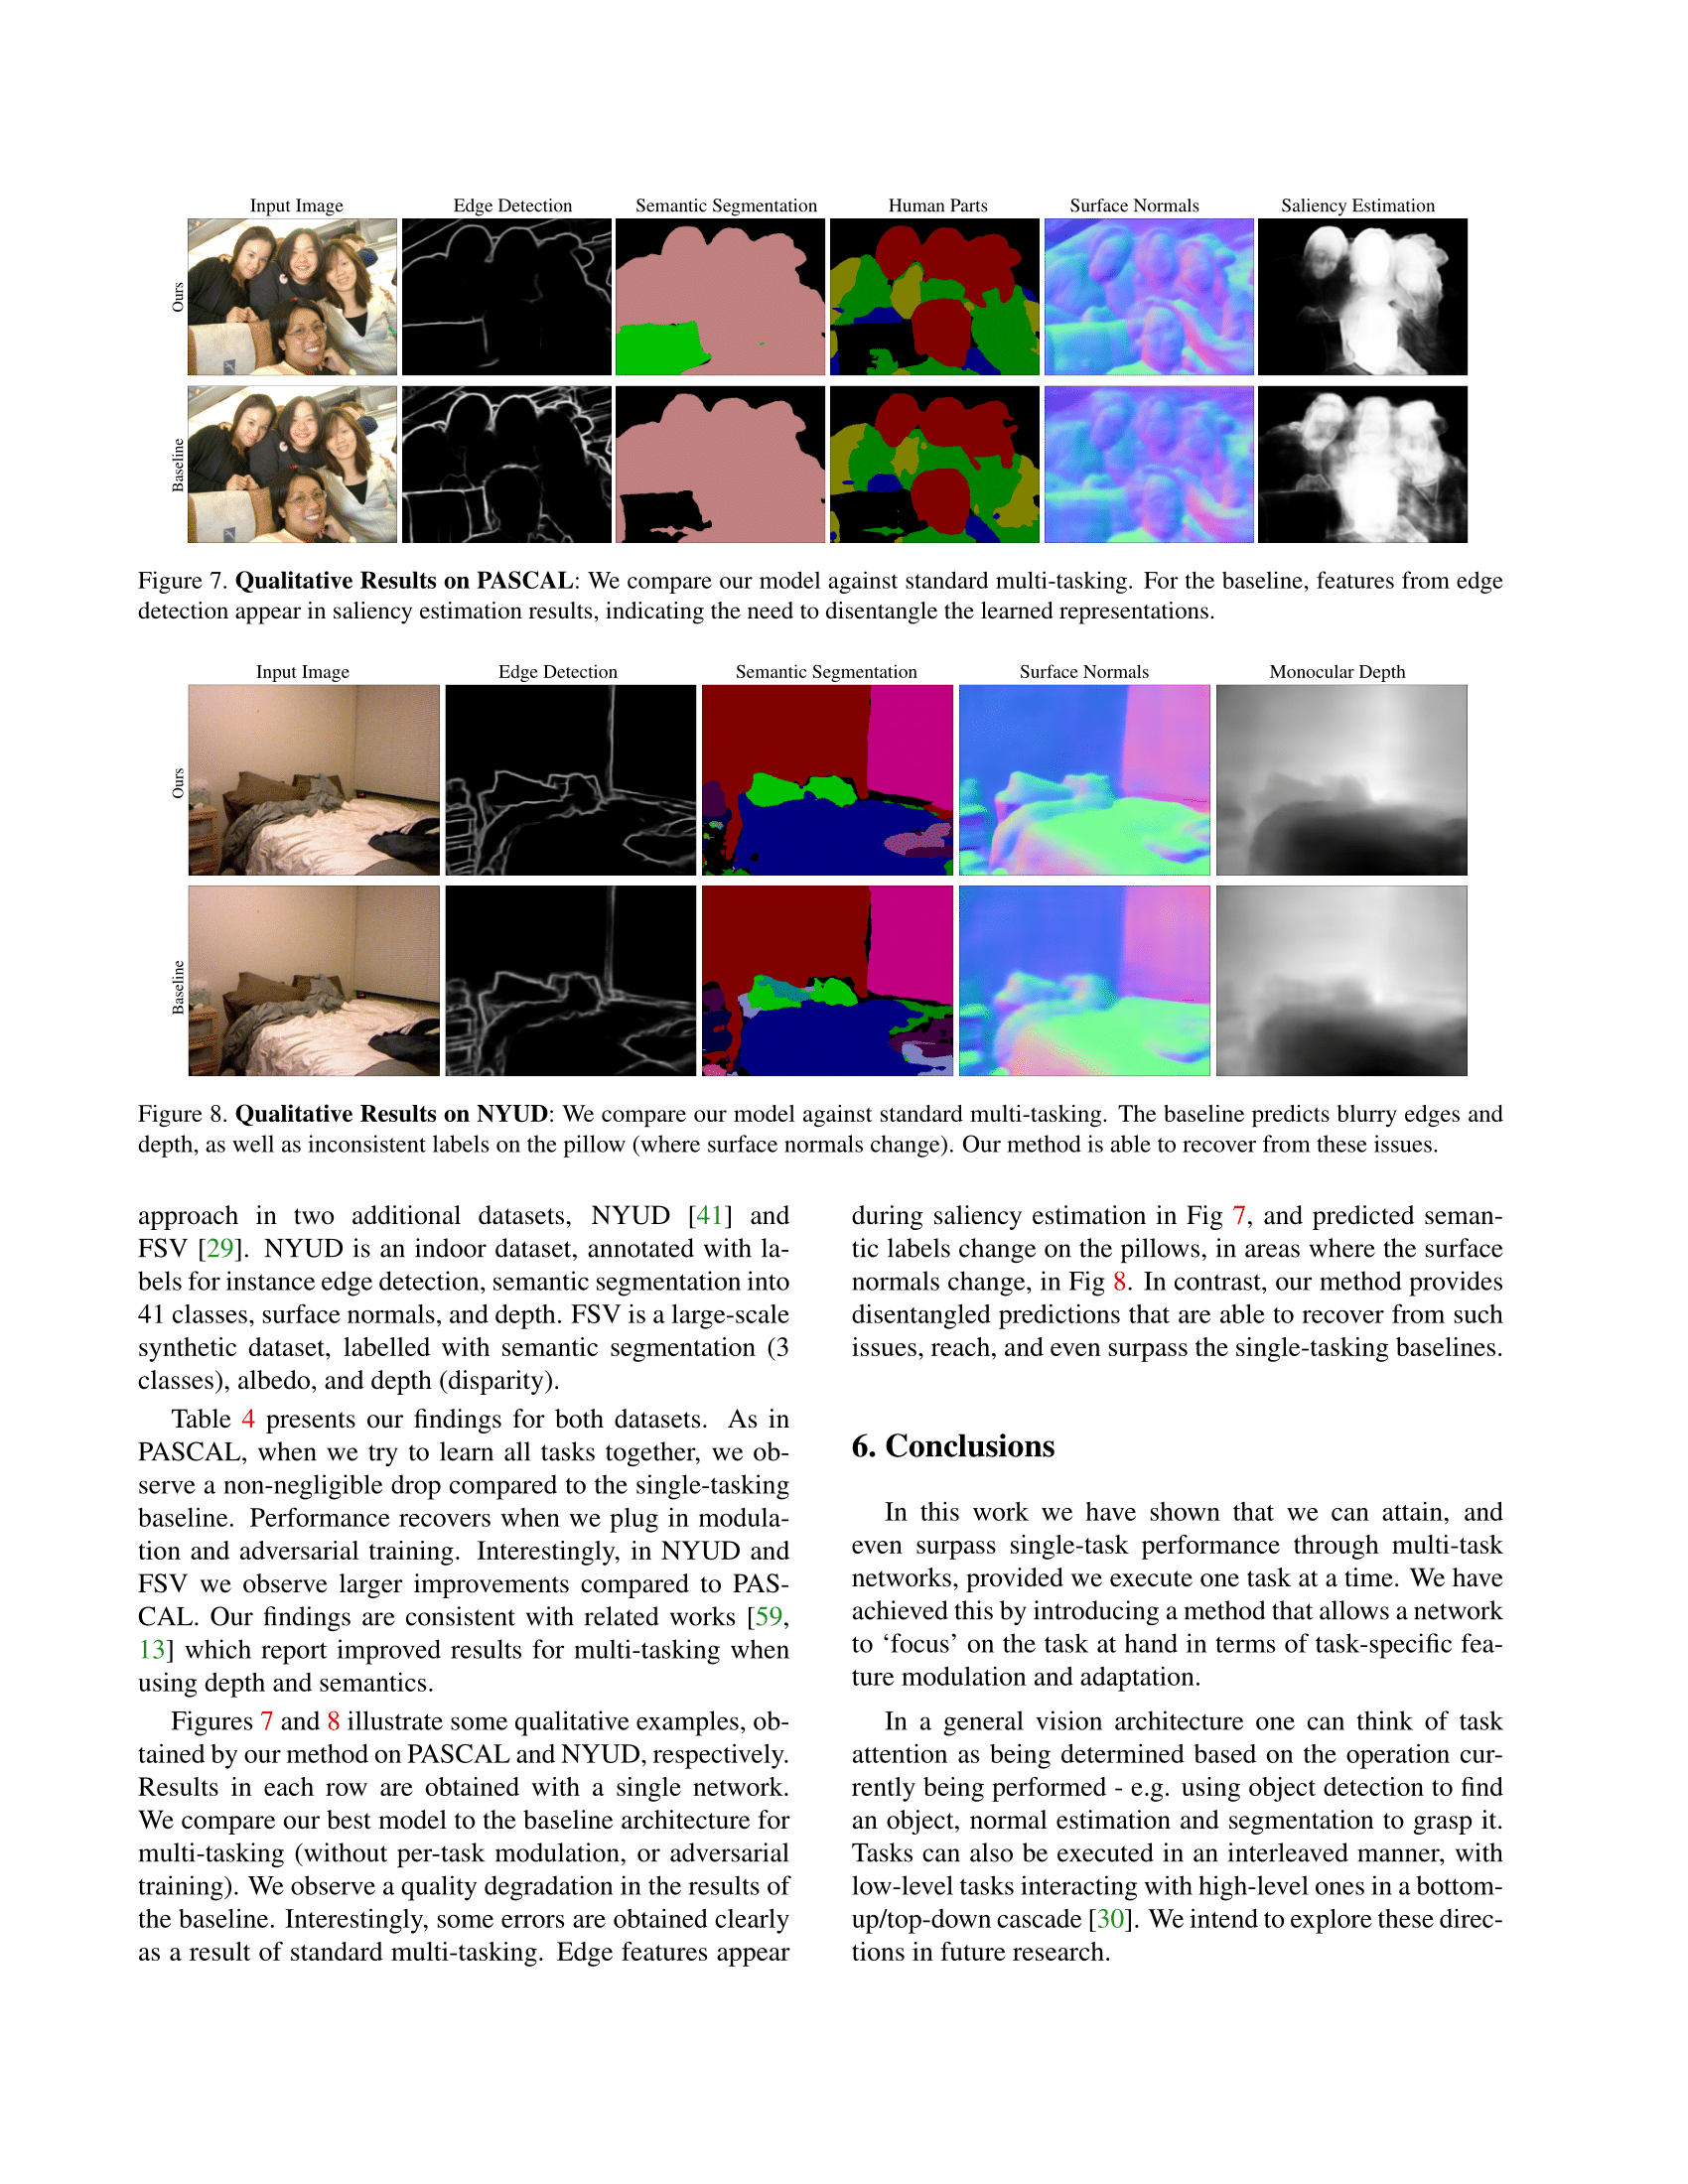 Input Image Edge Detection Semantic Segmentation Human Parts Surface Normals Saliency Estimation
Ours
Baseline
Figure 7. Qualitative Results on PASCAL: We compare our model against standard multi-tasking. For the baseline, features from edge
detection appear in saliency estimation results, indicating the need to disentangle the learned representations.
Input Image Edge Detection Semantic Segmentation Surface Normals Monocular Depth
Ours
Baseline
Figure 8. Qualitative Results on NYUD: We compare our model against standard multi-tasking. The baseline predicts blurry edges and
depth, as well as inconsistent labels on the pillow (where surface normals change). Our method is able to recover from these issues.
approach in two additional datasets, NYUD [41] and
FSV [29]. NYUD is an indoor dataset, annotated with la-
bels for instance edge detection, semantic segmentation into
41 classes, surface normals, and depth. FSV is a large-scale
synthetic dataset, labelled with semantic segmentation (3
classes), albedo, and depth (disparity).
Table 4 presents our findings for both datasets. As in
PASCAL, when we try to learn all tasks together, we ob-
serve a non-negligible drop compared to the single-tasking
baseline. Performance recovers when we plug in modula-
tion and adversarial training. Interestingly, in NYUD and
FSV we observe larger improvements compared to PAS-
CAL. Our findings are consistent with related works [59,
13] which report improved results for multi-tasking when
using depth and semantics.
Figures 7 and 8 illustrate some qualitative examples, ob-
tained by our method on PASCAL and NYUD, respectively.
Results in each row are obtained with a single network.
We compare our best model to the baseline architecture for
multi-tasking (without per-task modulation, or adversarial
training). We observe a quality degradation in the results of
the baseline. Interestingly, some errors are obtained clearly
as a result of standard multi-tasking. Edge features appear
during saliency estimation in Fig 7, and predicted seman-
tic labels change on the pillows, in areas where the surface
normals change, in Fig 8. In contrast, our method provides
disentangled predictions that are able to recover from such
issues, reach, and even surpass the single-tasking baselines.
6. Conclusions
In this work we have shown that we can attain, and
even surpass single-task performance through multi-task
networks, provided we execute one task at a time. We have
achieved this by introducing a method that allows a network
to ‘focus’ on the task at hand in terms of task-specific fea-
ture modulation and adaptation.
In a general vision architecture one can think of task
attention as being determined based on the operation cur-
rently being performed - e.g. using object detection to find
an object, normal estimation and segmentation to grasp it.
Tasks can also be executed in an interleaved manner, with
low-level tasks interacting with high-level ones in a bottom-
up/top-down cascade [30]. We intend to explore these direc-
tions in future research.